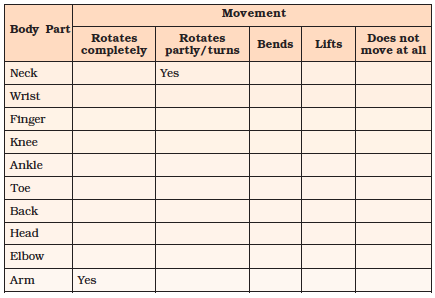 Movement
Body Part
Rotates completely
Rotates partly/turns
Bends
Lifts
Does not move at all
Neck Yes
Wrist
Finger
Knee
Ankle
Toe
Back
Head
Elbow
Arm Yes